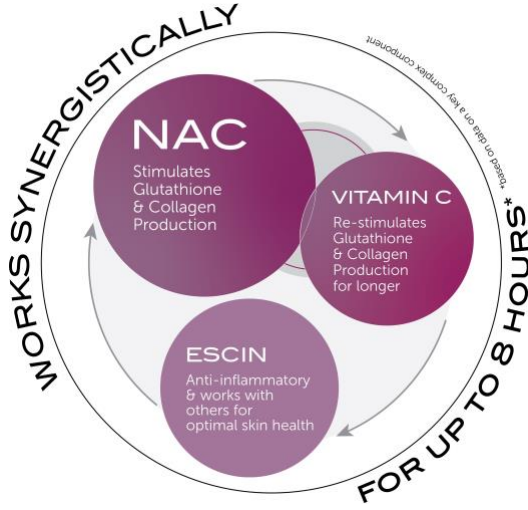 WORKS SYNERGISTICALLY
FOR UP TO 8 HOURS*
*based on data on a key complex component
NAC
Stimulates
Glutathione
& Collagen
Production
VITAMIN C
Re-stimulates
Glutathione
& Collagen
Production
for longer
ESCIN
Anti-inflammatory
& works with
others for
optimal skin health